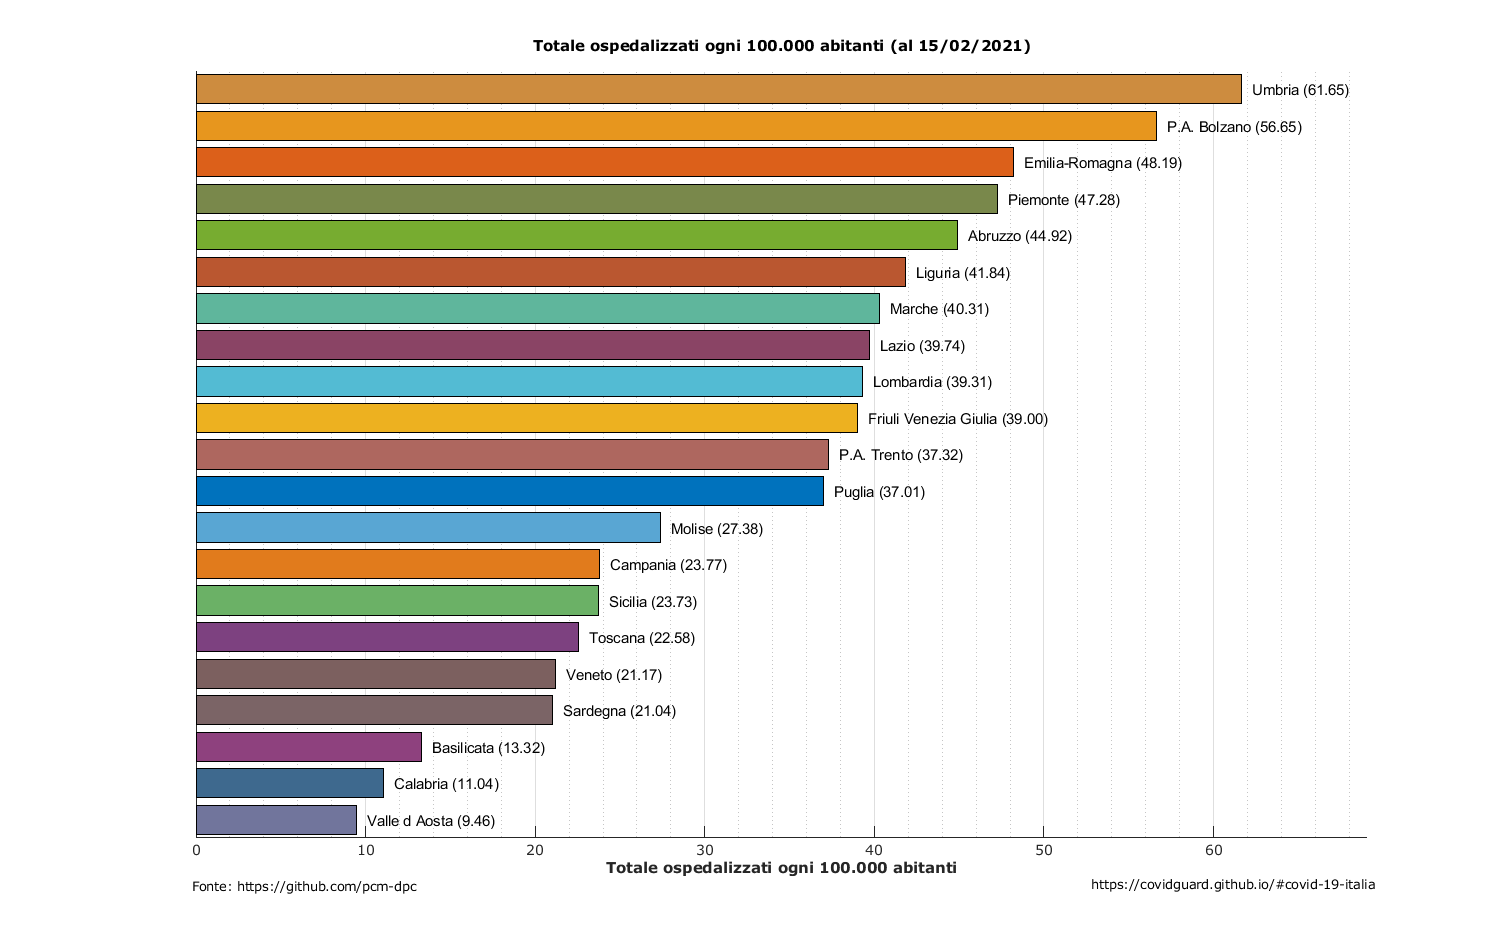 Totale ospedalizzati ogni 100.000 abitanti (al 15/02/2021)
Umbria (61.65)
P.A. Bolzano (56.65)
Emilia-Romagna (48.19)
Piemonte (47.28)
Abruzzo (44.92)
Liguria (41.84)
Marche (40.31)
Lazio (39.74)
Lombardia (39.31)
Friuli Venezia Giulia (39.00)
P.A. Trento (37.32)
Puglia (37.01)
Molise (27.38)
Campania (23.77)
Sicilia (23.73)
Toscana (22.58)
Veneto (21.17)
Sardegna (21.04)
Basilicata (13.32)
Calabria (11.04)
Valle d Aosta (9.46)
0 10 20 30 40 50 60
Totale ospedalizzati ogni 100.000 abitanti
Fonte: https://github.com/pcm-dpc
https://covidguard.github.io/#covid-19-italia